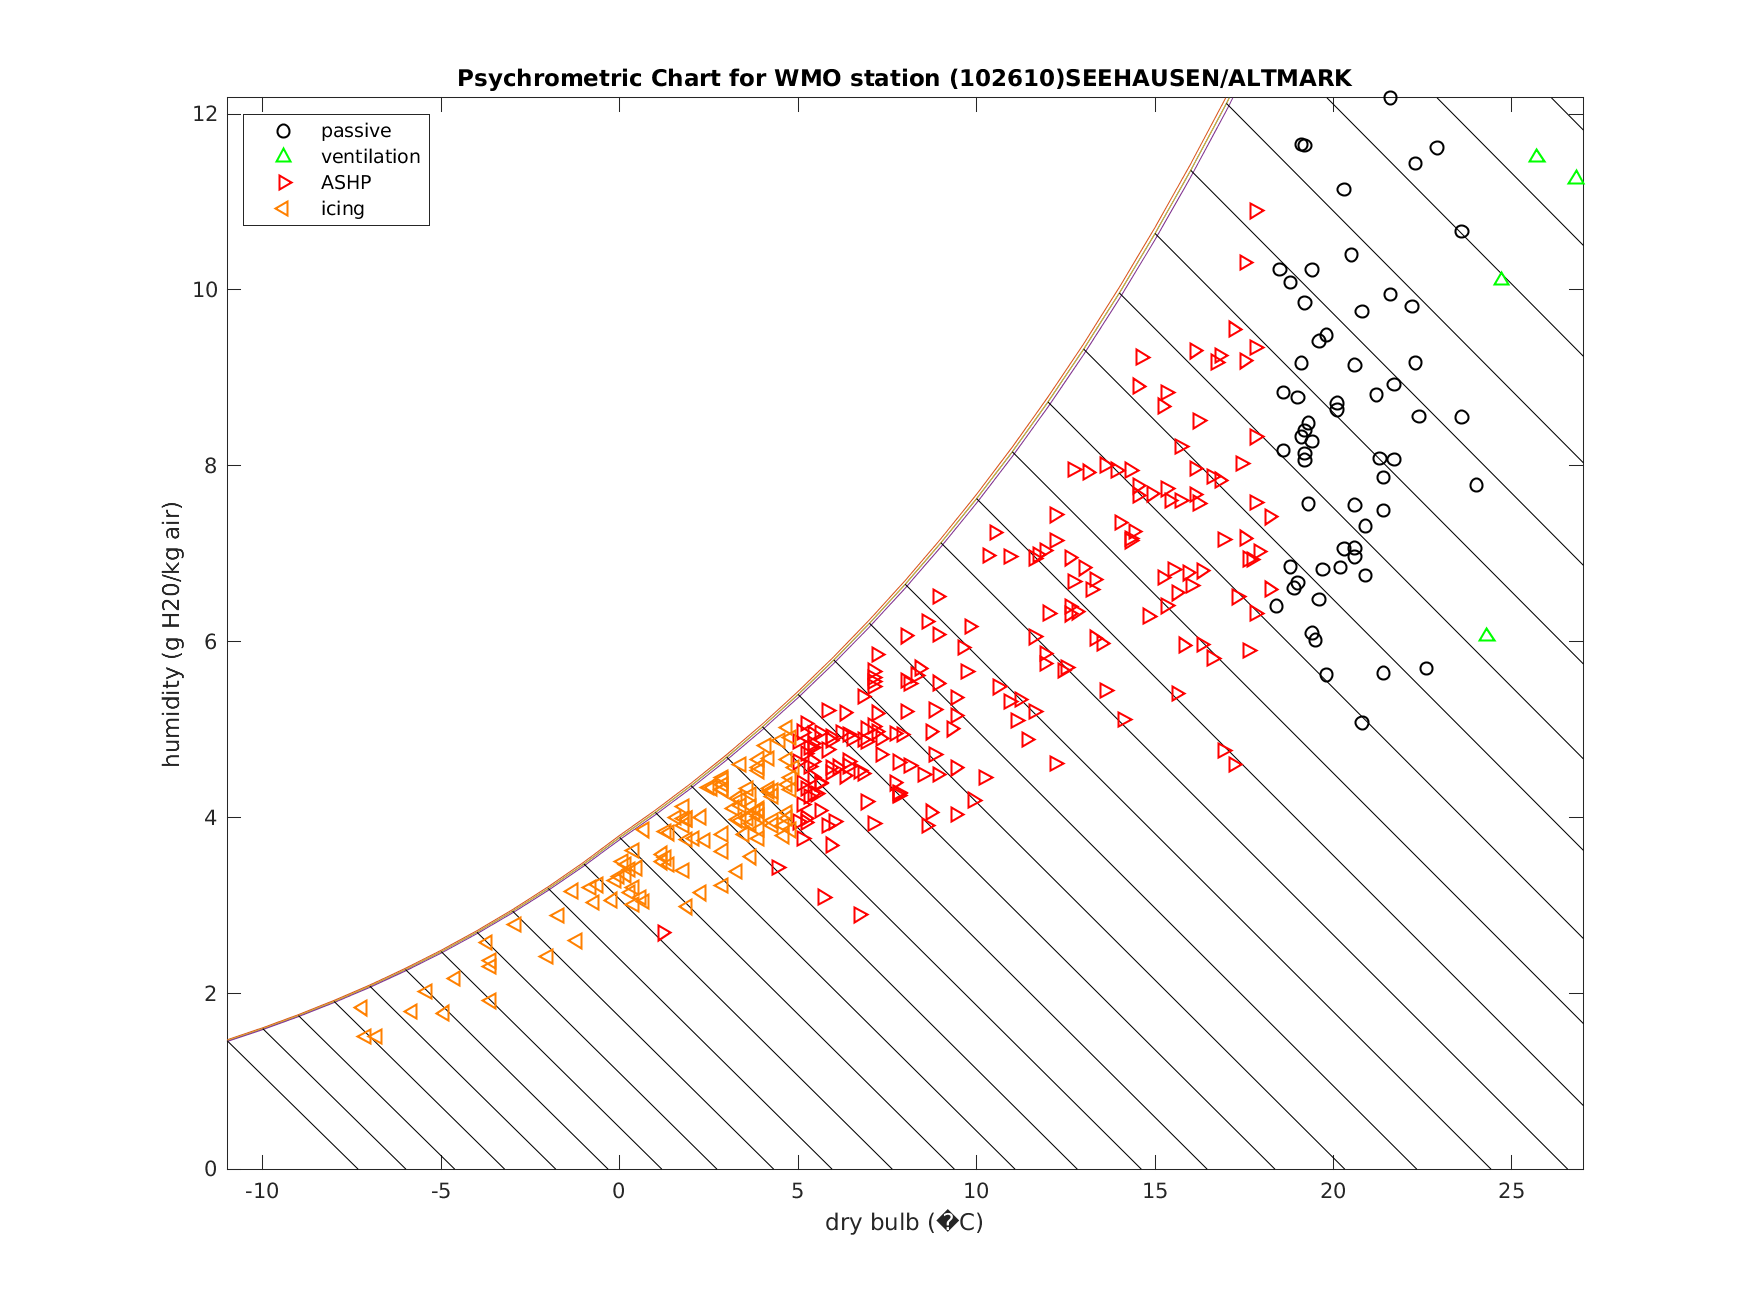 Psychrometric Chart for WMO station (102610)SEEHAUSEN/ALTMARK
passive
ventilation
ASHP
icing
humidity (g H20/kg air)
12
10
8
6
4
2
0
-10 -5 0 5 10 15 20 25
dry bulb (�C)